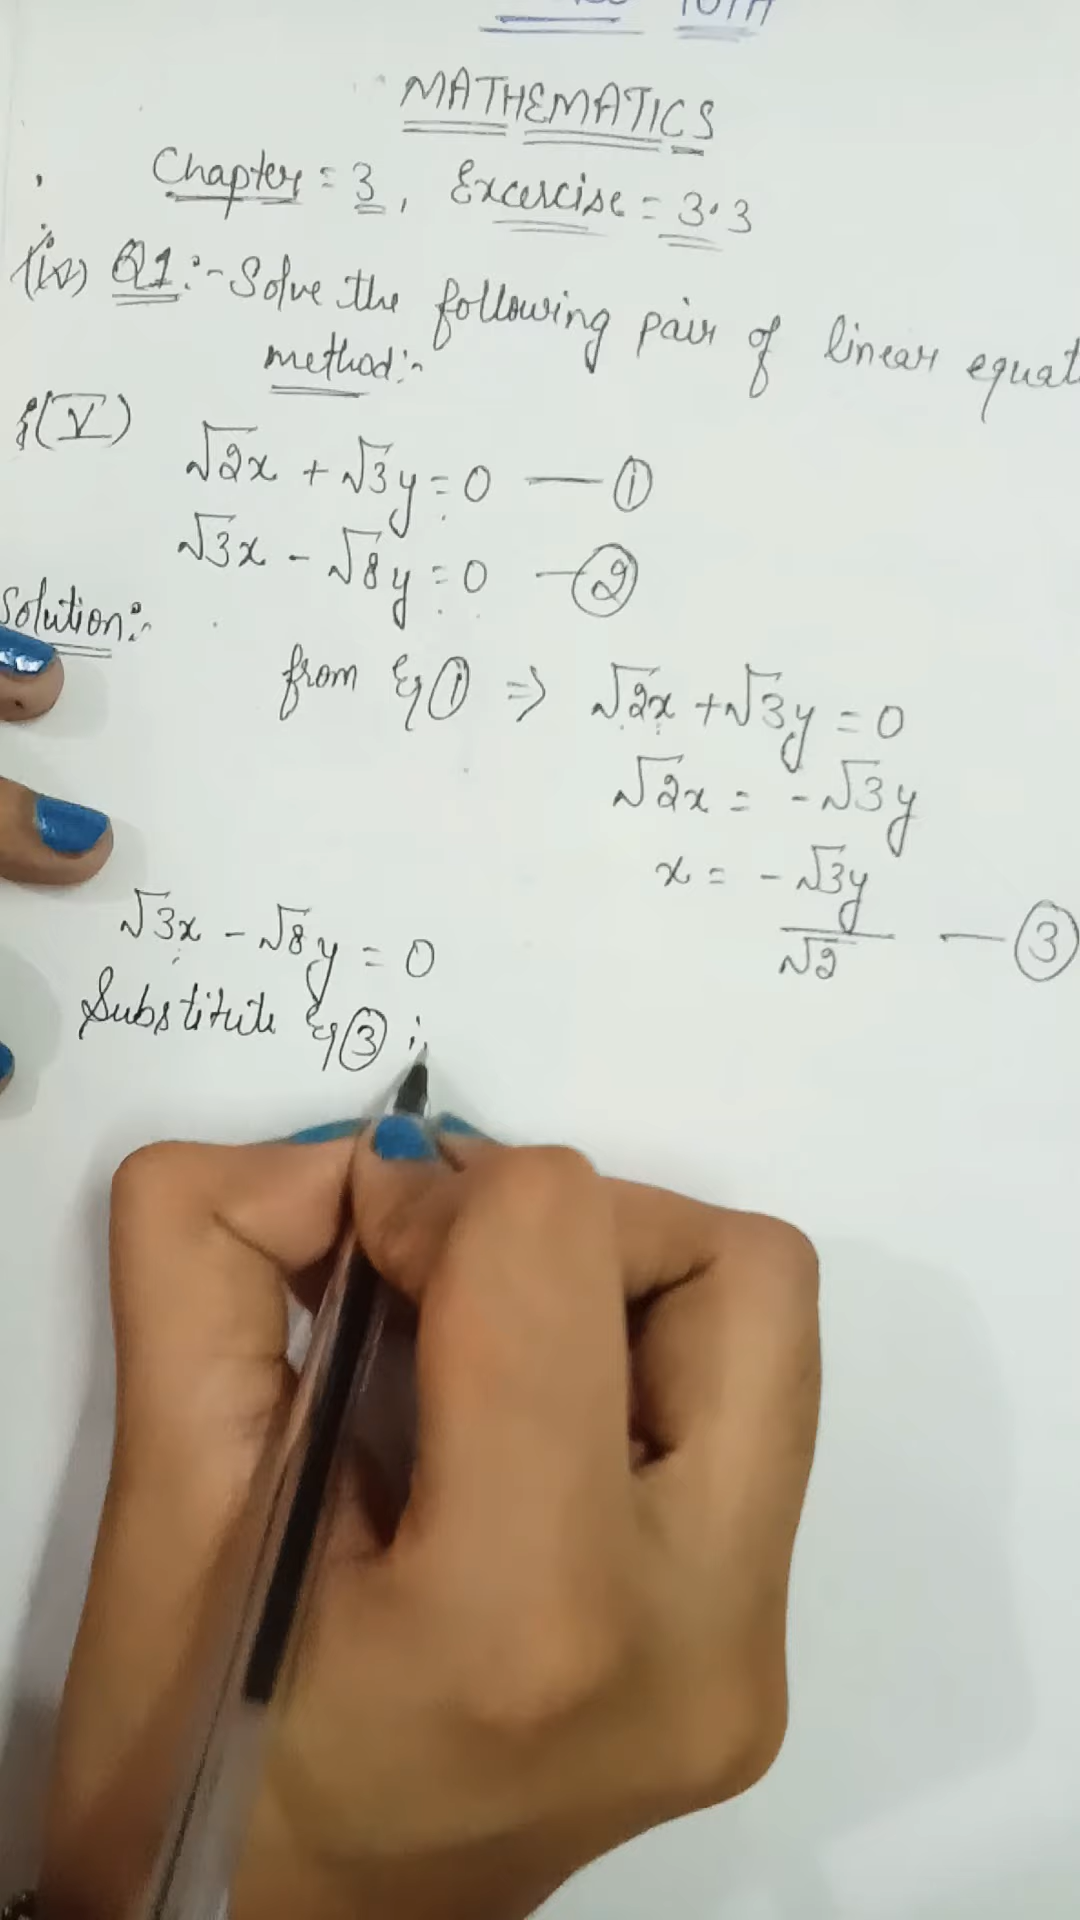 10TH
MATHEMATICS
Chapter = 3, Excercise = 3.3
(iv) Q1:- Solve the following pair of linear equat
method:-
(V) √2x + √3y = 0 — ①
√3x - √8y = 0 — ②
Solution:-
from Eq ① ⇒ √2x + √3y = 0
√2x = -√3y
x = -√3y/√2 — ③
√3x - √8y = 0
Substitute Eq ③ i